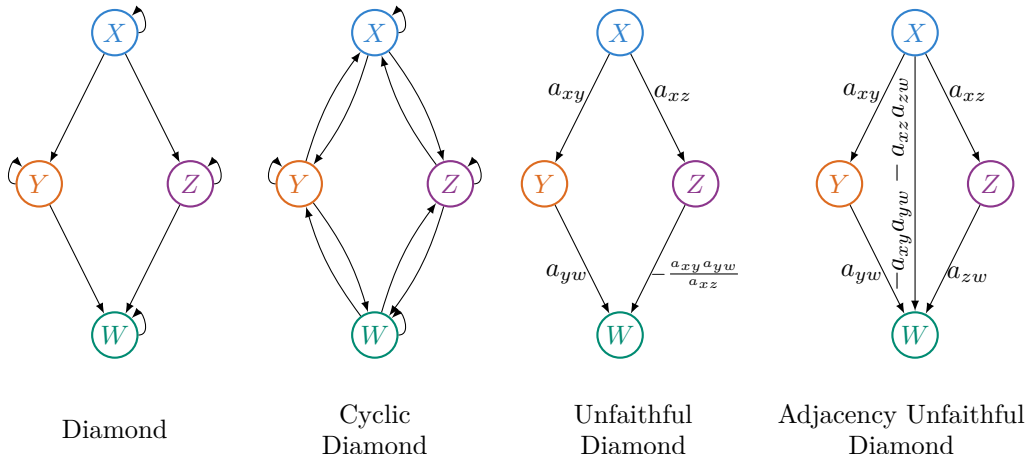 X
Y
Z
W
Diamond
X
Y
Z
W
Cyclic
Diamond
X
a_{xy}
a_{xz}
Y
Z
a_{yw}
-\frac{a_{xy}a_{yw}}{a_{xz}}
W
Unfaithful
Diamond
X
a_{xy}
a_{xz}
-a_{xy}a_{yw} - a_{xz}a_{zw}
Y
Z
a_{yw}
a_{zw}
W
Adjacency Unfaithful
Diamond